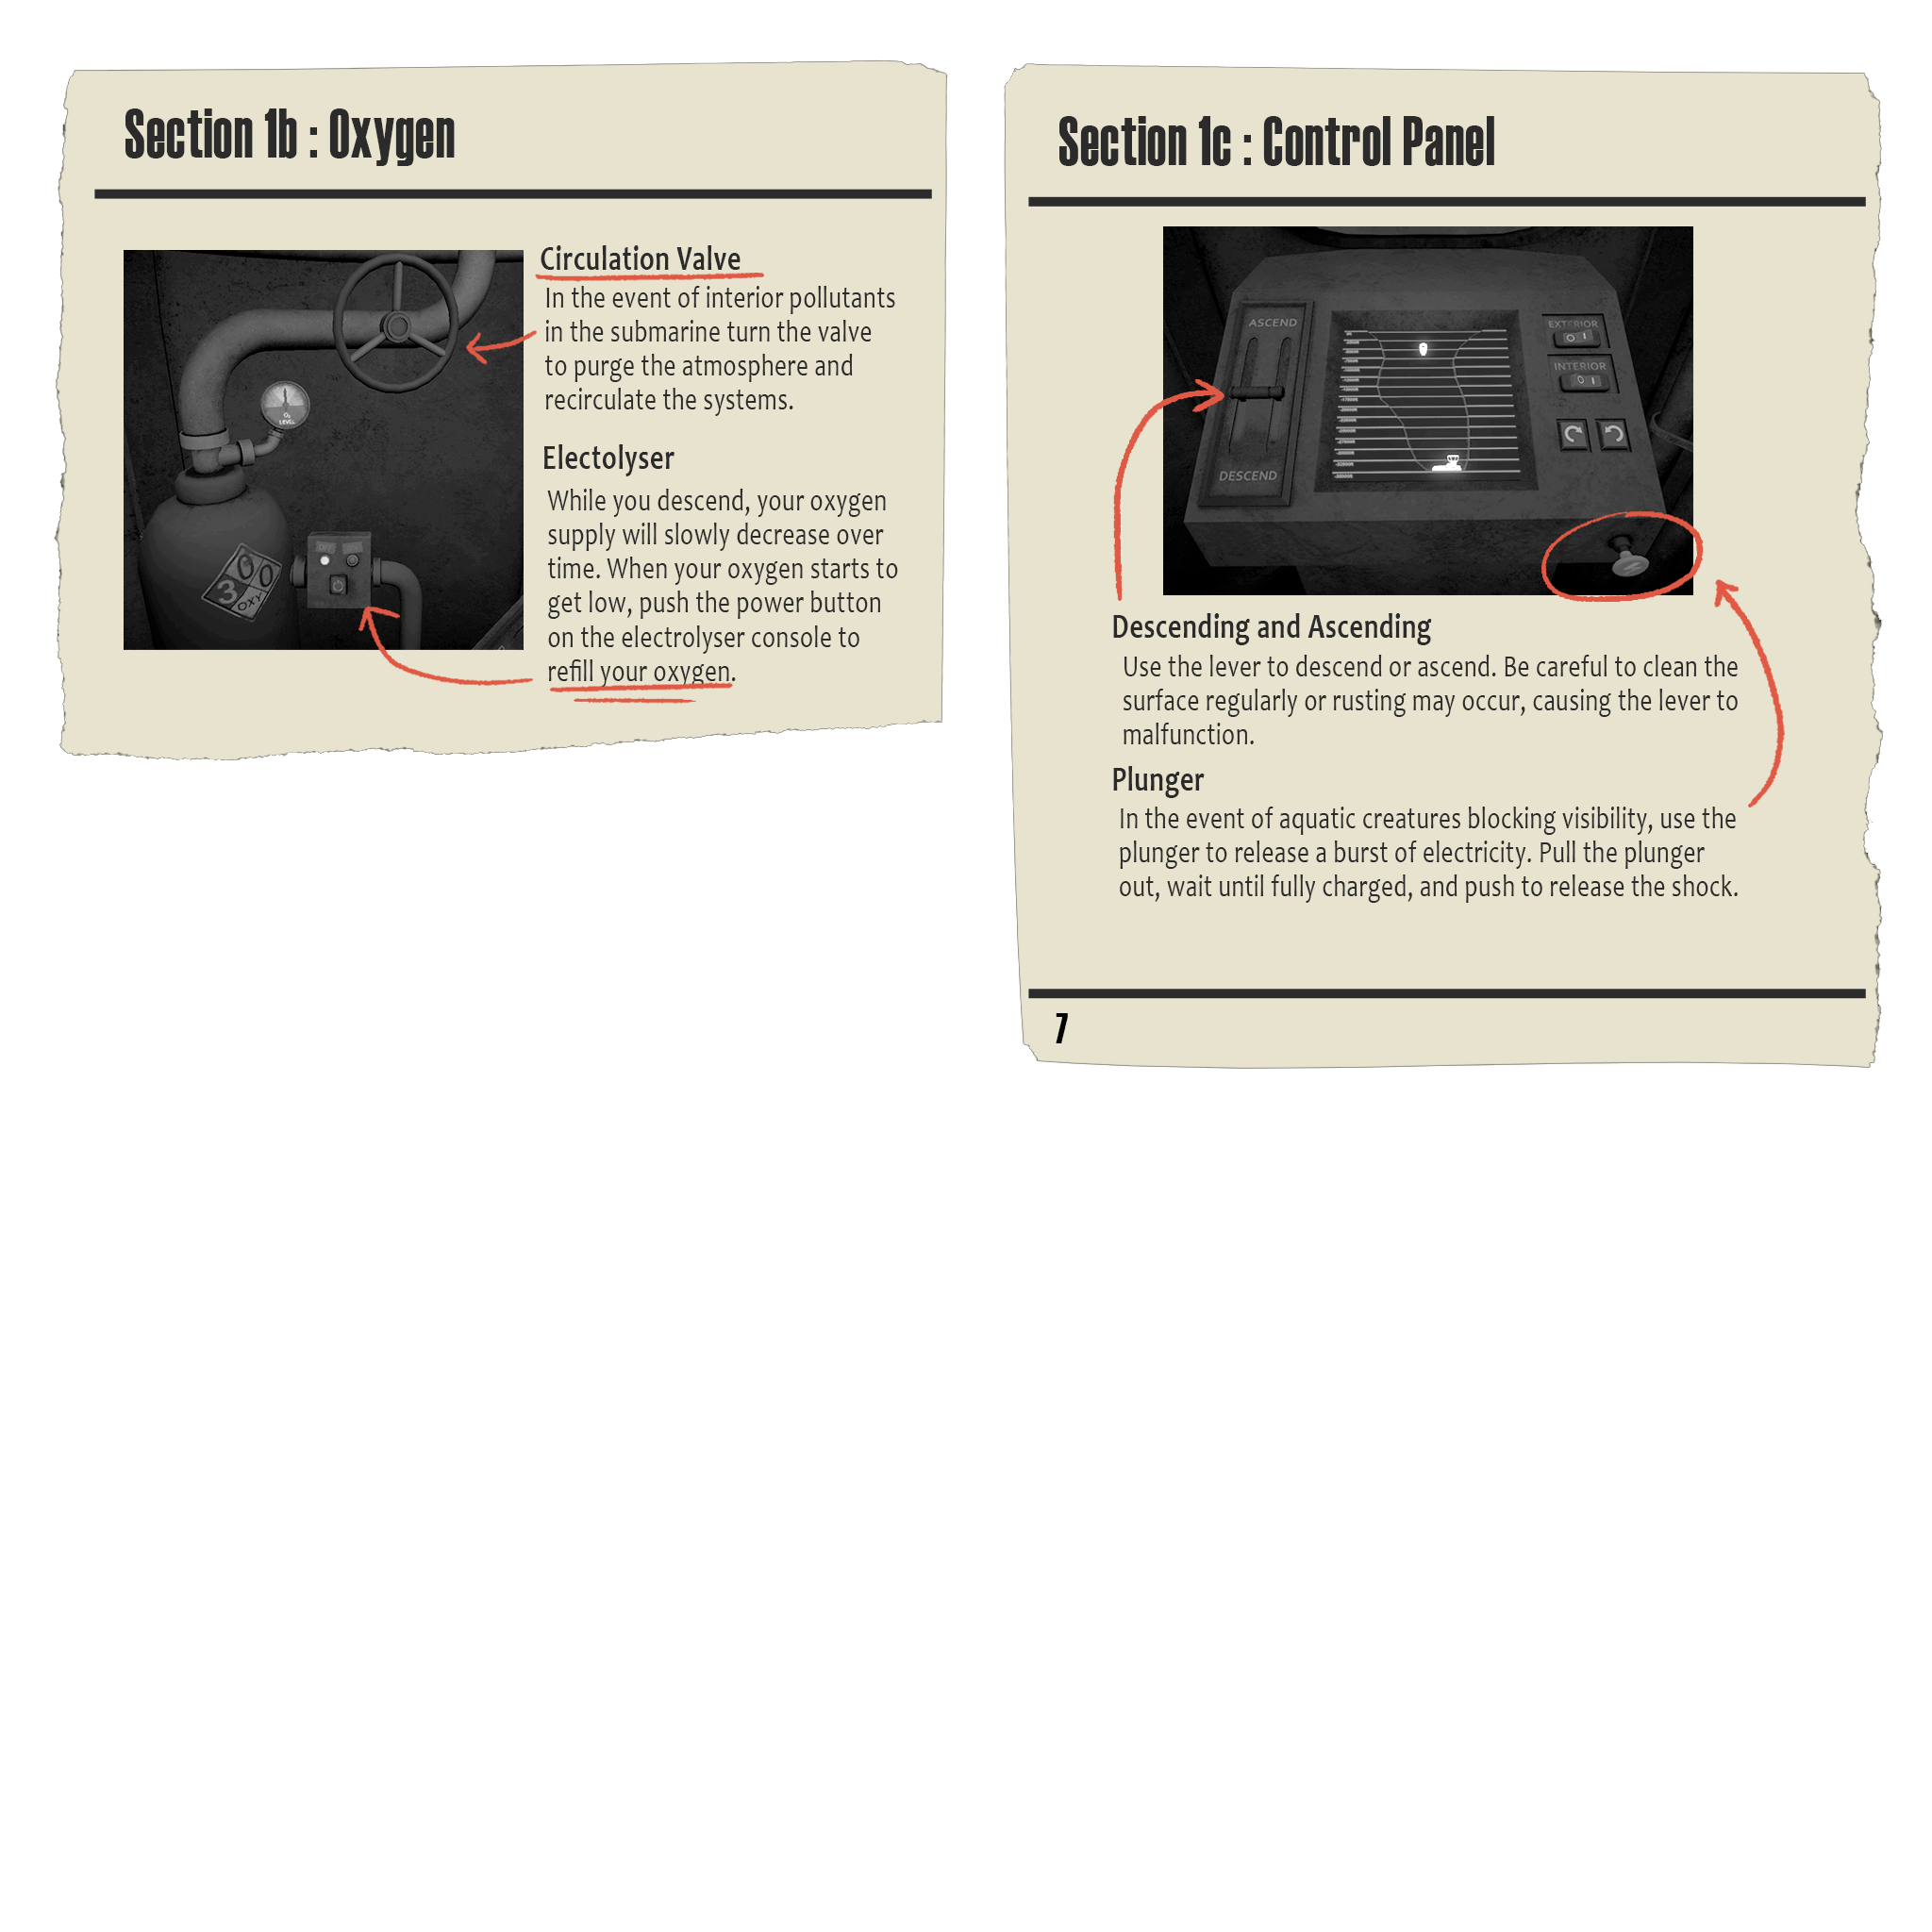 Section 1b : Oxygen
Circulation Valve
In the event of interior pollutants
in the submarine turn the valve
to purge the atmosphere and
recirculate the systems.
Electolyser
While you descend, your oxygen
supply will slowly decrease over
time. When your oxygen starts to
get low, push the power button
on the electrolyser console to
refill your oxygen.
O₂
LEVEL
300
OXY
Section 1c : Control Panel
ASCEND
DESCEND
EXTERIOR
O I
INTERIOR
O I
Descending and Ascending
Use the lever to descend or ascend. Be careful to clean the
surface regularly or rusting may occur, causing the lever to
malfunction.
Plunger
In the event of aquatic creatures blocking visibility, use the
plunger to release a burst of electricity. Pull the plunger
out, wait until fully charged, and push to release the shock.
7